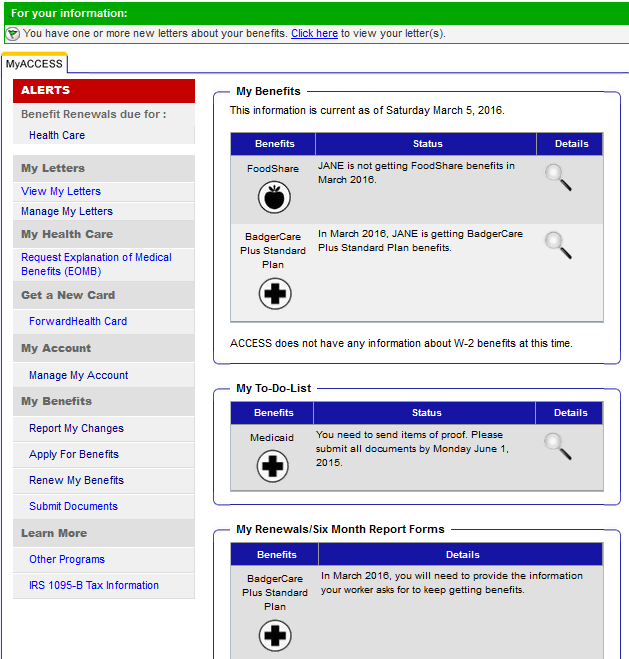 For your information:
You have one or more new letters about your benefits. Click here to view your letter(s).
MyACCESS
ALERTS
Benefit Renewals due for :
Health Care
My Letters
View My Letters
Manage My Letters
My Health Care
Request Explanation of Medical
Benefits (EOMB)
Get a New Card
ForwardHealth Card
My Account
Manage My Account
My Benefits
Report My Changes
Apply For Benefits
Renew My Benefits
Submit Documents
Learn More
Other Programs
IRS 1095-B Tax Information
My Benefits
This information is current as of Saturday March 5, 2016.
Benefits Status Details
FoodShare
JANE is not getting FoodShare benefits in
March 2016.
BadgerCare
Plus Standard
Plan
In March 2016, JANE is getting BadgerCare
Plus Standard Plan benefits.
ACCESS does not have any information about W-2 benefits at this time.
My To-Do-List
Benefits Status Details
Medicaid
You need to send items of proof. Please
submit all documents by Monday June 1,
2015.
My Renewals/Six Month Report Forms
Benefits Details
BadgerCare
Plus Standard
Plan
In March 2016, you will need to provide the information
your worker asks for to keep getting benefits.